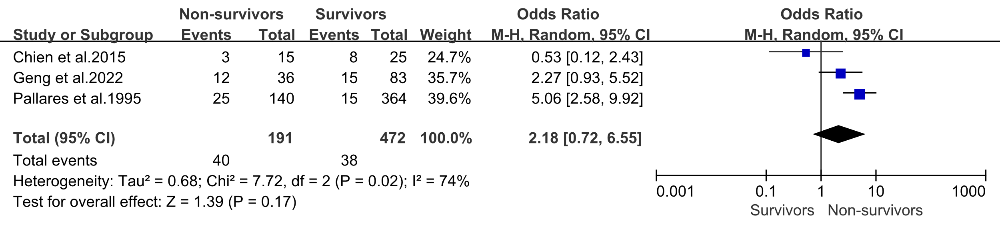 Non-survivors Survivors Odds Ratio Odds Ratio
Study or Subgroup Events Total Events Total Weight M-H, Random, 95% CI M-H, Random, 95% CI
Chien et al.2015 3 15 8 25 24.7% 0.53 [0.12, 2.43]
Geng et al.2022 12 36 15 83 35.7% 2.27 [0.93, 5.52]
Pallares et al.1995 25 140 15 364 39.6% 5.06 [2.58, 9.92]
Total (95% CI) 191 472 100.0% 2.18 [0.72, 6.55]
Total events 40 38
Heterogeneity: Tau² = 0.68; Chi² = 7.72, df = 2 (P = 0.02); I² = 74%
Test for overall effect: Z = 1.39 (P = 0.17)
0.001 0.1 1 10 1000
Survivors Non-survivors